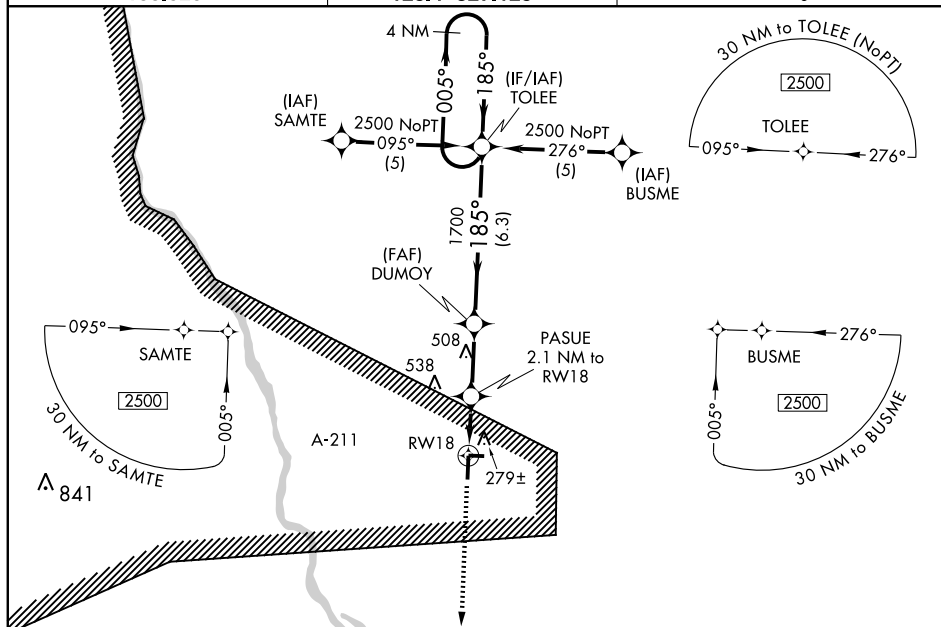 4 NM
005°
185°
(IF/IAF)
TOLEE
(IAF)
SAMTE
2500 NoPT
095°
(5)
2500 NoPT
276°
(5)
(IAF)
BUSME
30 NM to TOLEE (NoPT)
2500
TOLEE
095°
276°
1700
185°
(6.3)
(FAF)
DUMOY
508
PASUE
2.1 NM to
RW18
538
095°
SAMTE
2500
005°
30 NM to SAMTE
276°
BUSME
2500
005°
30 NM to BUSME
A-211
RW18
279±
841